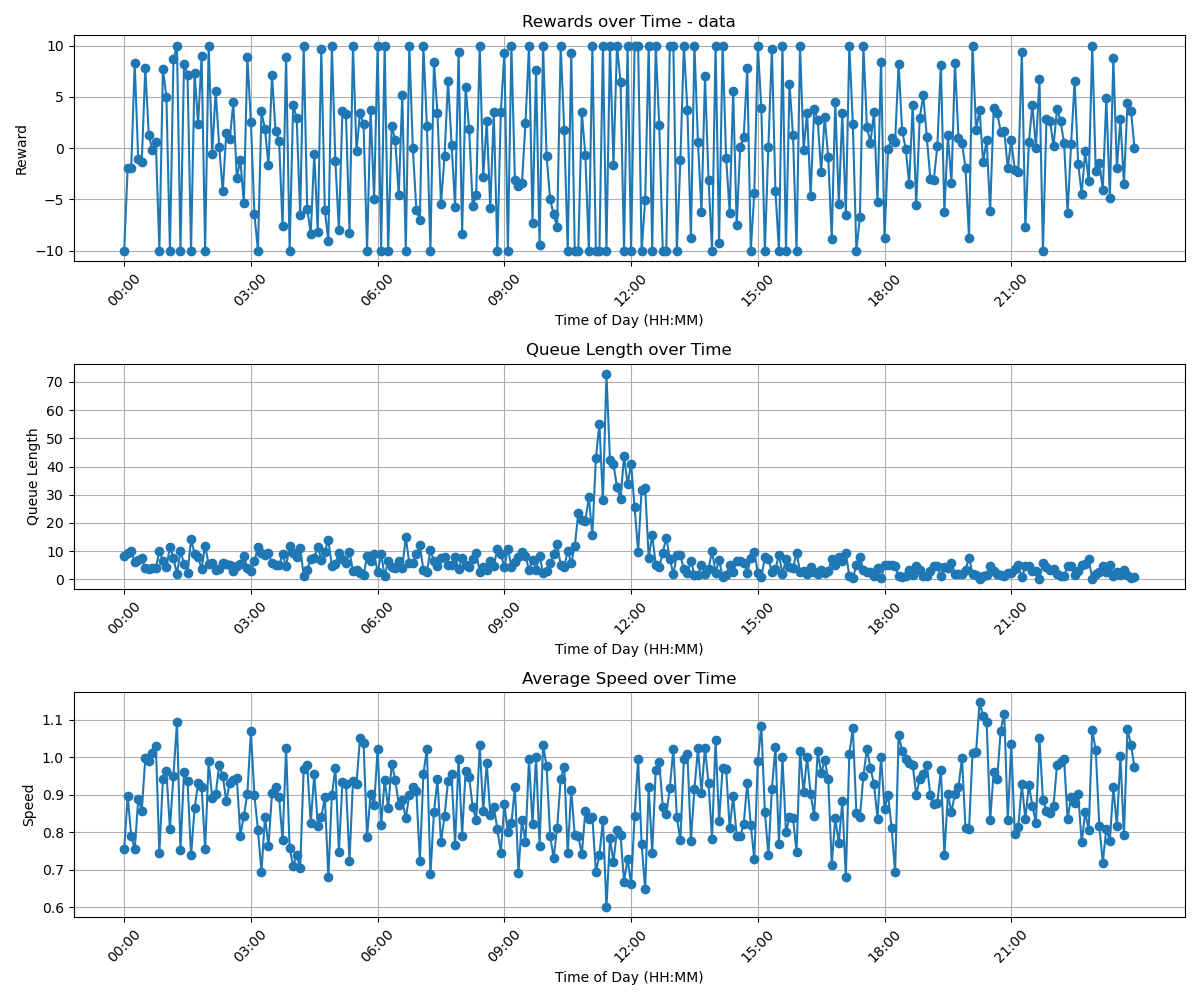 Rewards over Time - data
Reward
10
5
0
−5
−10
00:00 03:00 06:00 09:00 12:00 15:00 18:00 21:00
Time of Day (HH:MM)
Queue Length over Time
Queue Length
70
60
50
40
30
20
10
0
00:00 03:00 06:00 09:00 12:00 15:00 18:00 21:00
Time of Day (HH:MM)
Average Speed over Time
Speed
1.1
1.0
0.9
0.8
0.7
0.6
00:00 03:00 06:00 09:00 12:00 15:00 18:00 21:00
Time of Day (HH:MM)